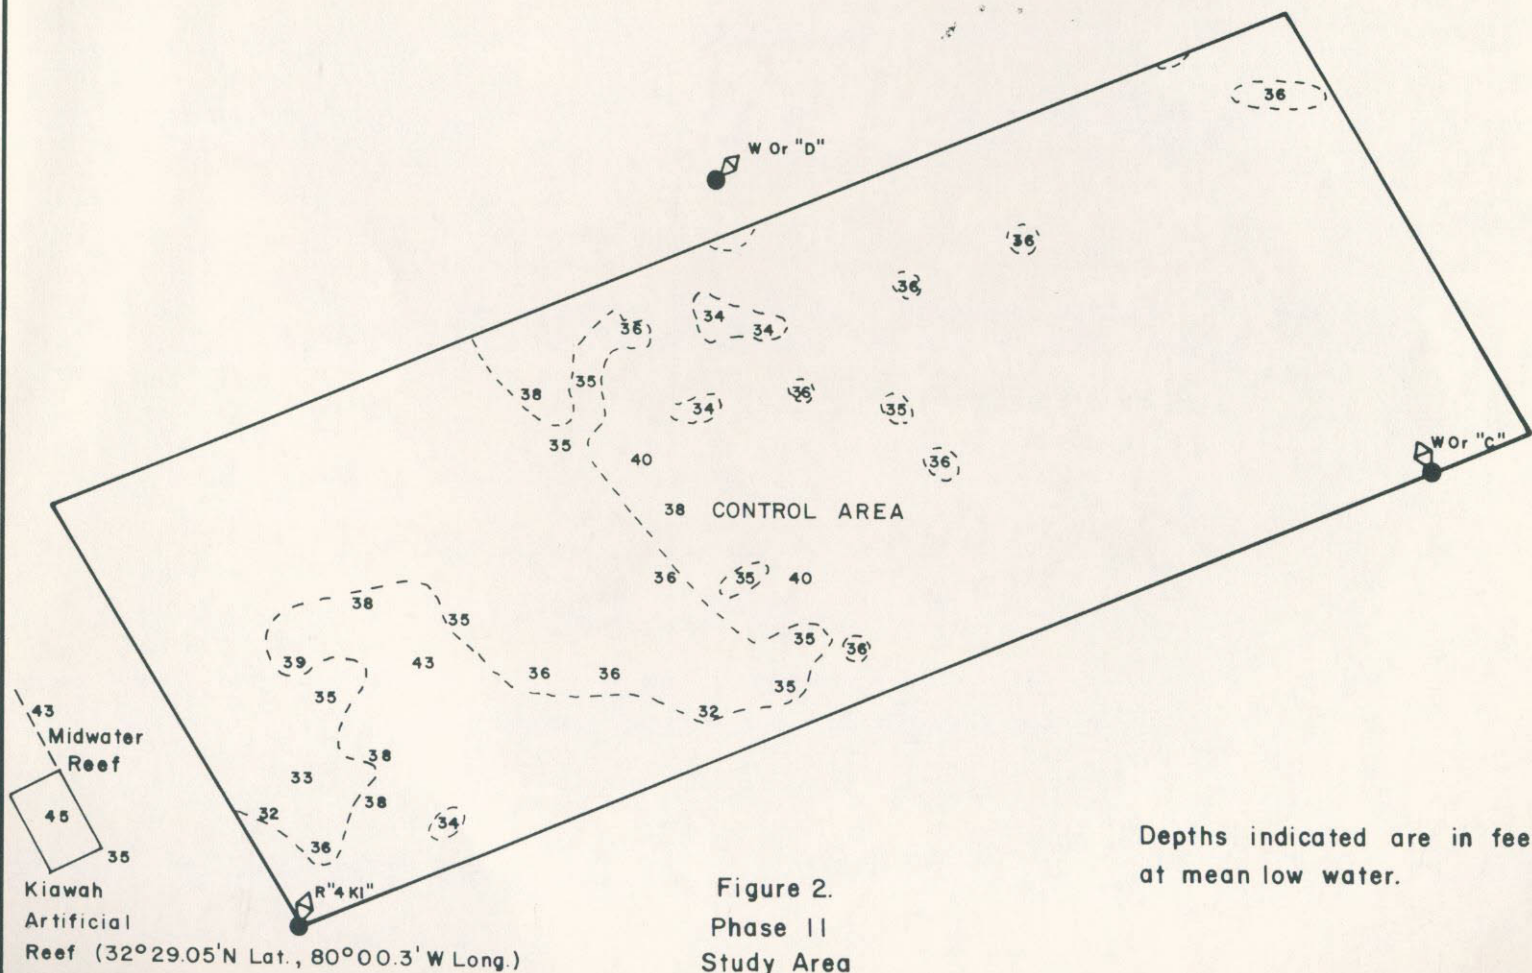 36
W Or "D"
36
36
34
36
34
35
38
34
36
35
35
40
36
W Or "C"
38 CONTROL AREA
36
35
40
38
35
35
36
39
43
36
36
35
35
32
43
Midwater
Reef
38
33
45
32
38
34
36
35
Kiawah
Artificial
Reef (32°29.05'N Lat., 80°00.3' W Long.)
R "4 KI"
Figure 2.
Phase II
Study Area
Depths indicated are in fee
at mean low water.